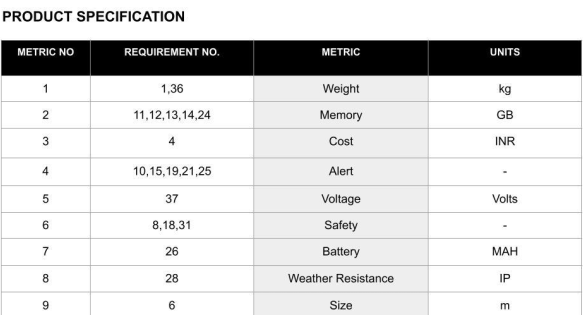 PRODUCT SPECIFICATION
METRIC NO REQUIREMENT NO. METRIC UNITS
1 1,36 Weight kg
2 11,12,13,14,24 Memory GB
3 4 Cost INR
4 10,15,19,21,25 Alert -
5 37 Voltage Volts
6 8,18,31 Safety -
7 26 Battery MAH
8 28 Weather Resistance IP
9 6 Size m